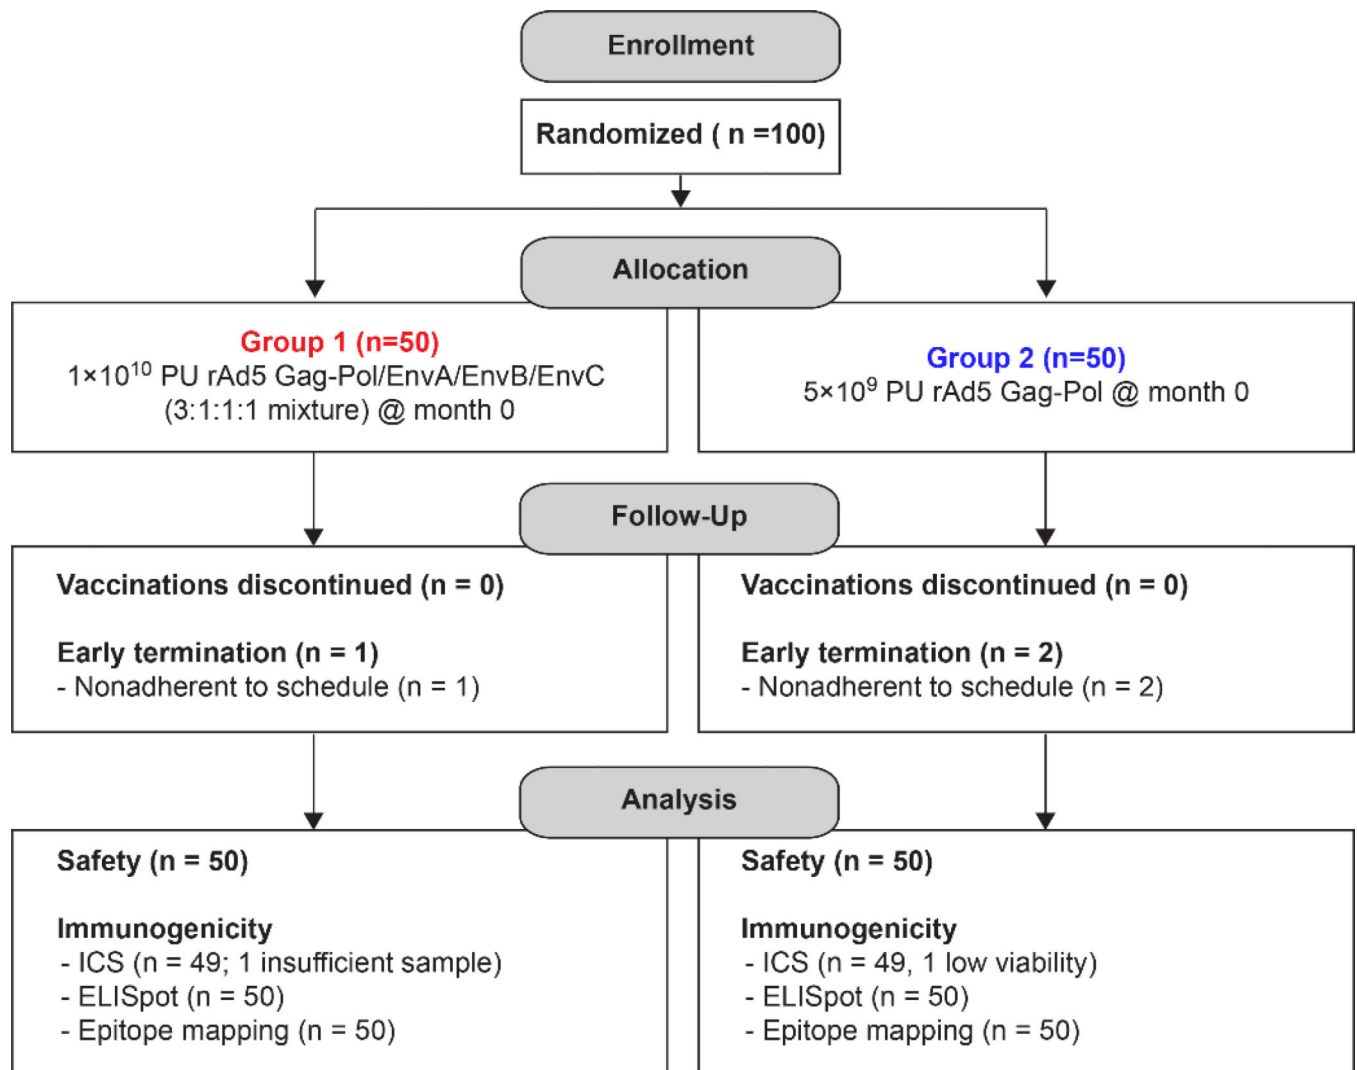 Enrollment
Randomized ( n =100)
Allocation
Group 1 (n=50)
1×10¹⁰ PU rAd5 Gag-Pol/EnvA/EnvB/EnvC
(3:1:1:1 mixture) @ month 0
Group 2 (n=50)
5×10⁹ PU rAd5 Gag-Pol @ month 0
Follow-Up
Vaccinations discontinued (n = 0)
Early termination (n = 1)
- Nonadherent to schedule (n = 1)
Vaccinations discontinued (n = 0)
Early termination (n = 2)
- Nonadherent to schedule (n = 2)
Analysis
Safety (n = 50)
Immunogenicity
- ICS (n = 49; 1 insufficient sample)
- ELISpot (n = 50)
- Epitope mapping (n = 50)
Safety (n = 50)
Immunogenicity
- ICS (n = 49, 1 low viability)
- ELISpot (n = 50)
- Epitope mapping (n = 50)